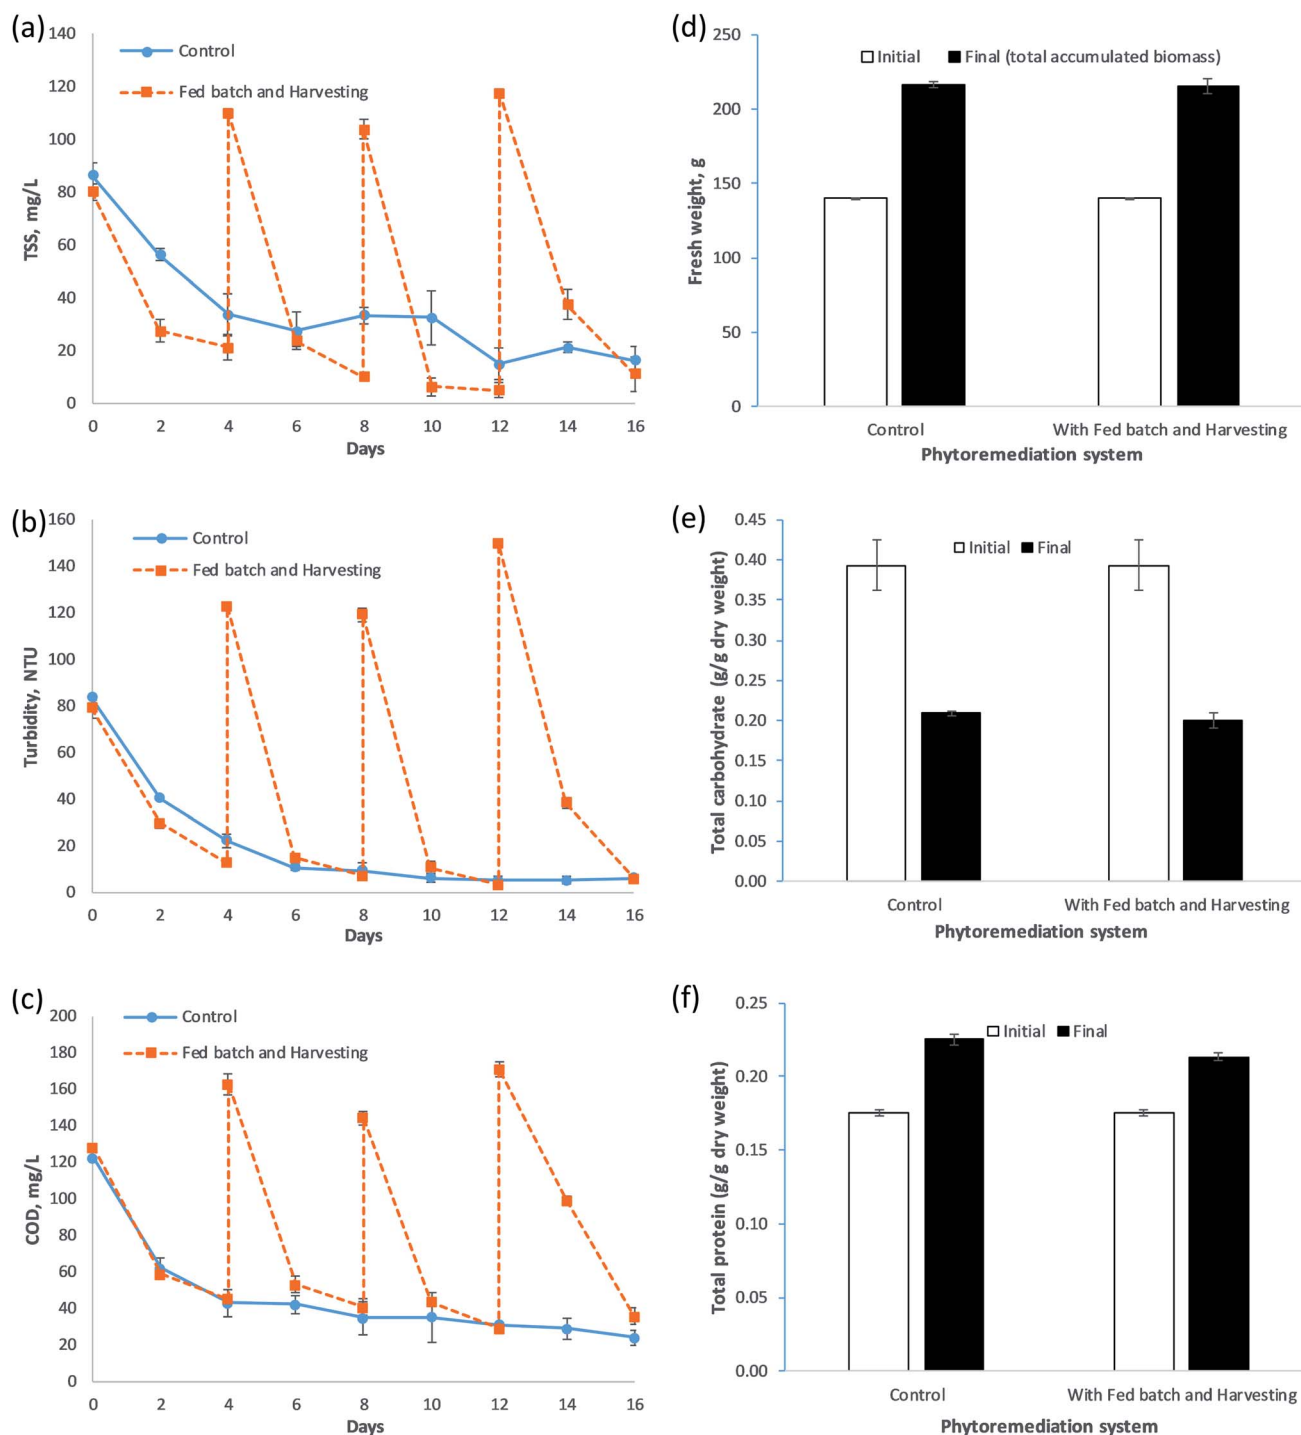 (a)
140
120
100
80
60
40
20
0
TSS, mg/L
Control
Fed batch and Harvesting
0 2 4 6 8 10 12 14 16
Days
(b)
160
140
120
100
80
60
40
20
0
Turbidity, NTU
Control
Fed batch and Harvesting
0 2 4 6 8 10 12 14 16
Days
(c)
200
180
160
140
120
100
80
60
40
20
0
COD, mg/L
Control
Fed batch and Harvesting
0 2 4 6 8 10 12 14 16
Days
(d)
250
200
150
100
50
0
Fresh weight, g
Initial Final (total accumulated biomass)
Control With Fed batch and Harvesting
Phytoremediation system
(e)
0.45
0.40
0.35
0.30
0.25
0.20
0.15
0.10
0.05
0.00
Total carbohydrate (g/g dry weight)
Initial Final
Control With Fed batch and Harvesting
Phytoremediation system
(f)
0.25
0.20
0.15
0.10
0.05
0.00
Total protein (g/g dry weight)
Initial Final
Control With Fed batch and Harvesting
Phytoremediation system